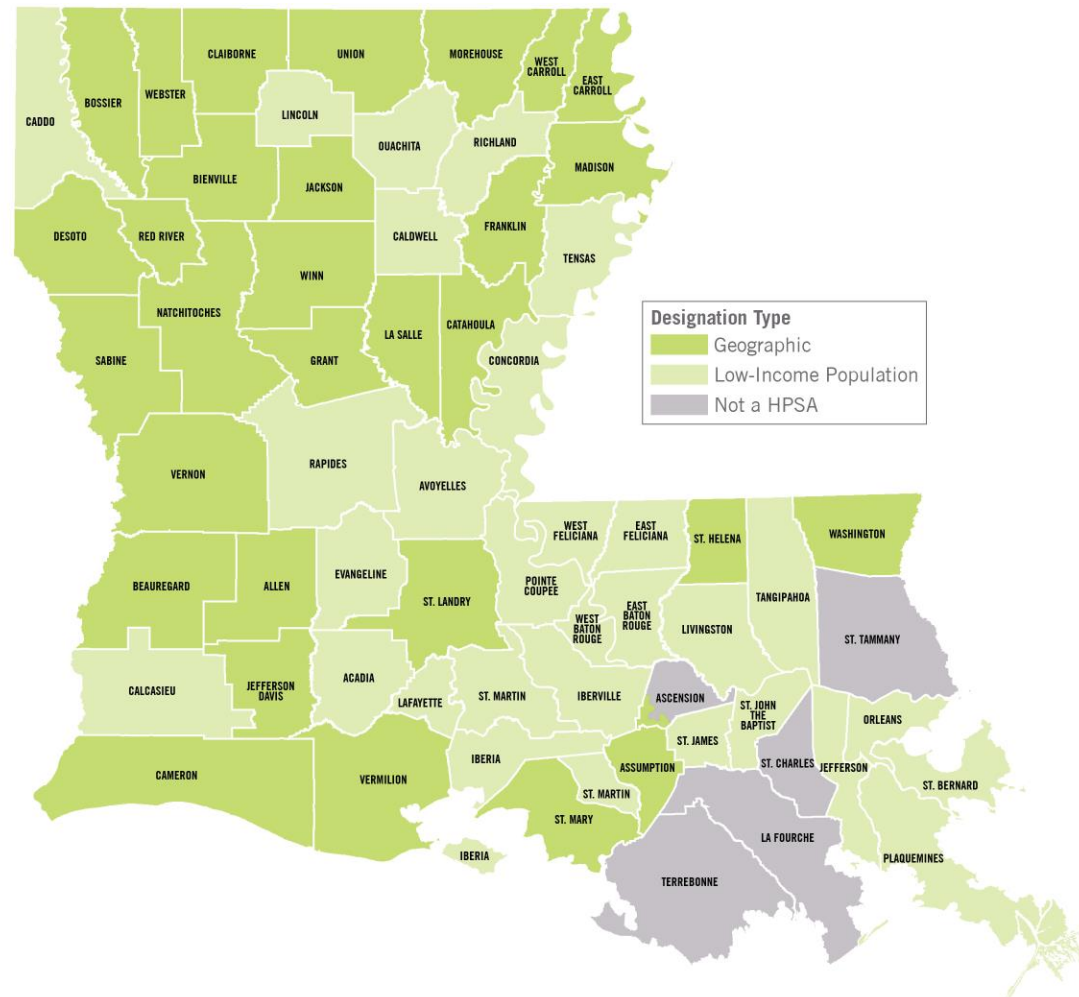 CLAIBORNE
UNION
MOREHOUSE
WEST
CARROLL
EAST
CARROLL
WEBSTER
BOSSIER
CADDO
LINCOLN
OUACHITA
RICHLAND
MADISON
BIENVILLE
JACKSON
FRANKLIN
DESOTO
RED RIVER
CALDWELL
TENSAS
WINN
NATCHITOCHES
LA SALLE
CATAHOULA
SABINE
GRANT
CONCORDIA
Designation Type
Geographic
Low-Income Population
Not a HPSA
RAPIDES
VERNON
AVOYELLES
WEST
FELICIANA
EAST
FELICIANA
ST. HELENA
WASHINGTON
BEAUREGARD
ALLEN
EVANGELINE
ST. LANDRY
POINTE
COUPEE
WEST
BATON
ROUGE
EAST
BATON
ROUGE
LIVINGSTON
TANGIPAHOA
ST. TAMMANY
CALCASIEU
JEFFERSON
DAVIS
ACADIA
LAFAYETTE
ST. MARTIN
IBERVILLE
ASCENSION
ST. JOHN
THE
BAPTIST
ORLEANS
ST. JAMES
ST. CHARLES
JEFFERSON
ST. BERNARD
CAMERON
VERMILION
IBERIA
ASSUMPTION
ST. MARTIN
ST. MARY
LA FOURCHE
IBERIA
PLAQUEMINES
TERREBONNE